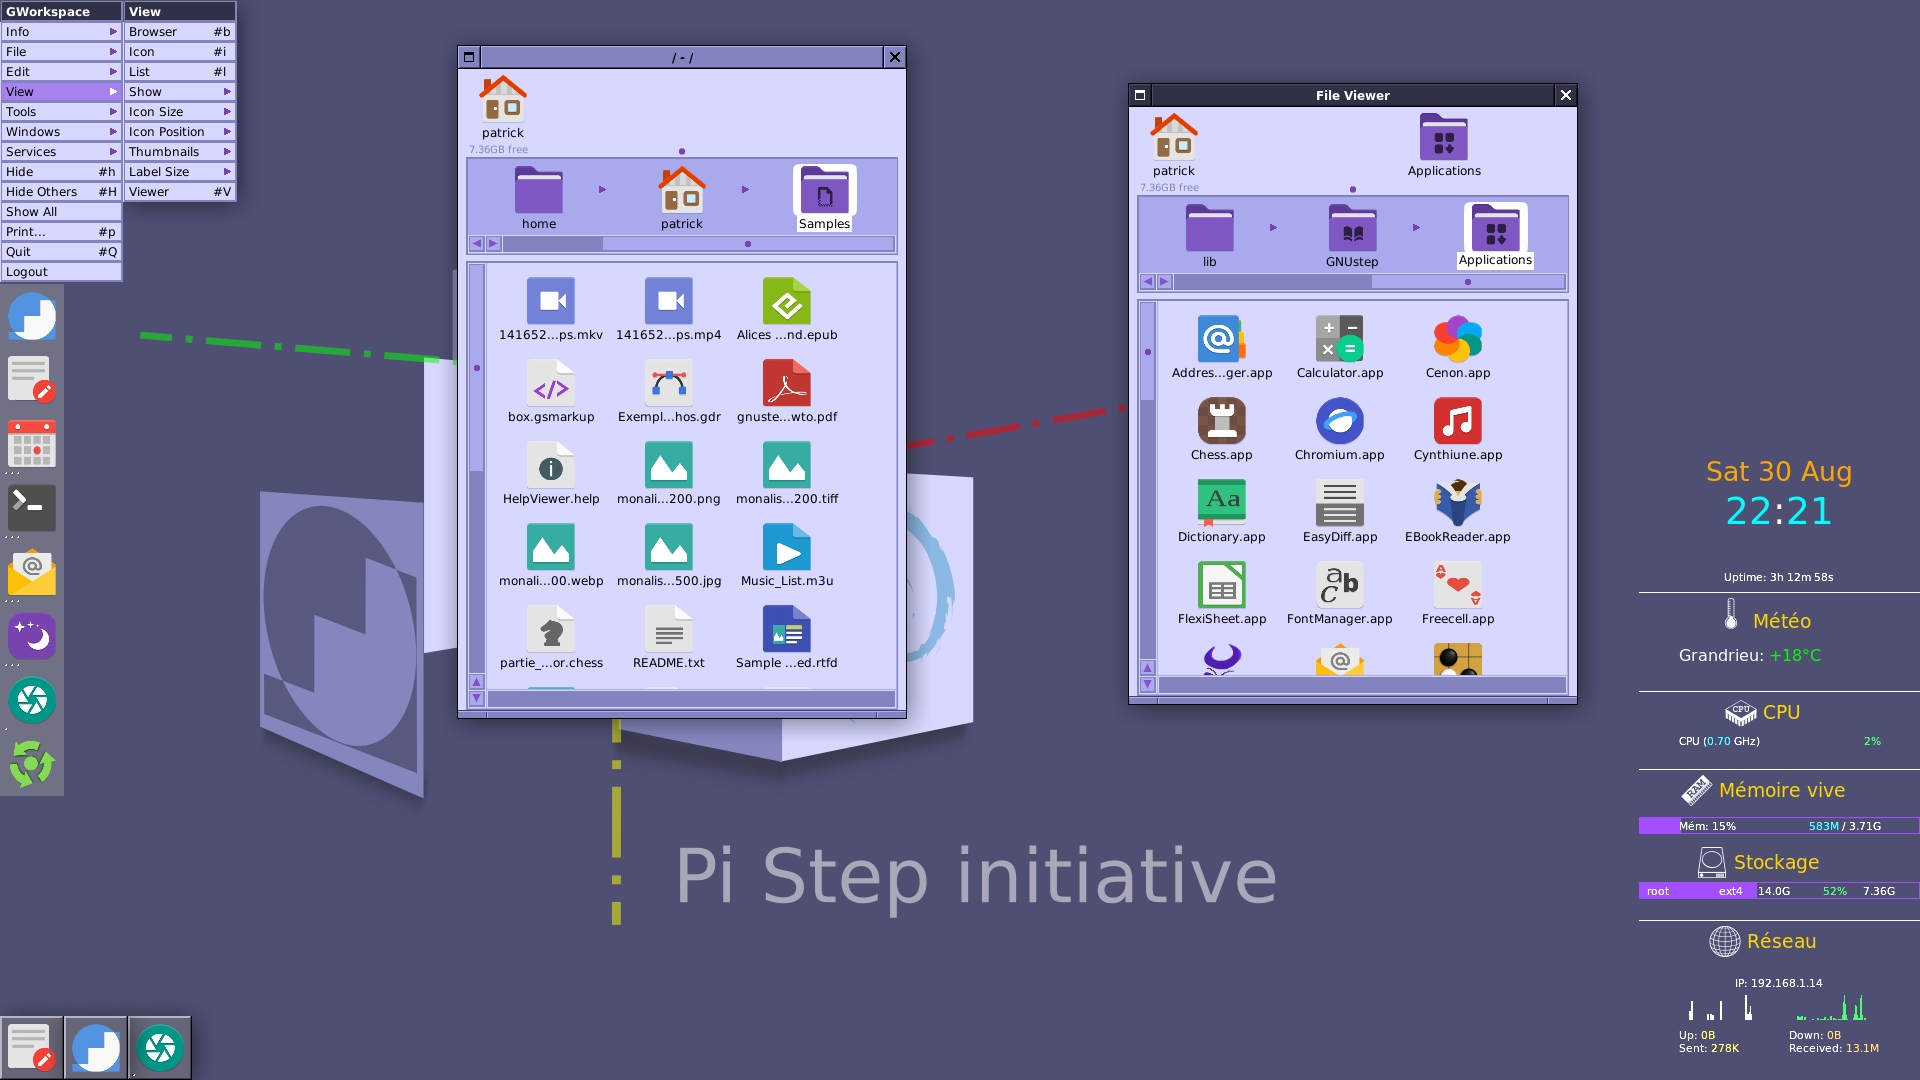 GWorkspace
Info
File
Edit
View
Tools
Windows
Services
Hide #h
Hide Others #H
Show All
Print... #p
Quit #Q
Logout
View
Browser #b
Icon #i
List #l
Show
Icon Size
Icon Position
Thumbnails
Label Size
Viewer #V
/ - /
patrick
7.36GB free
home patrick Samples
141652...ps.mkv 141652...ps.mp4 Alices ...nd.epub
box.gsmarkup Exempl...hos.gdr gnuste...wto.pdf
HelpViewer.help monali...200.png monalis...200.tiff
monali...00.webp monalis...500.jpg Music_List.m3u
partie_...or.chess README.txt Sample ...ed.rtfd
File Viewer
patrick Applications
7.36GB free
lib GNUstep Applications
Addres...ger.app Calculator.app Cenon.app
Chess.app Chromium.app Cynthiune.app
Aa
Dictionary.app EasyDiff.app EBookReader.app
FlexiSheet.app FontManager.app Freecell.app
Sat 30 Aug
22:21
Uptime: 3h 12m 58s
Météo
Grandrieu: +18°C
CPU
CPU (0.70 GHz) 2%
Mémoire vive
Mém: 15% 583M / 3.71G
Stockage
root ext4 14.0G 52% 7.36G
Réseau
IP: 192.168.1.14
Up: 0B Down: 0B
Sent: 278K Received: 13.1M
Pi Step initiative